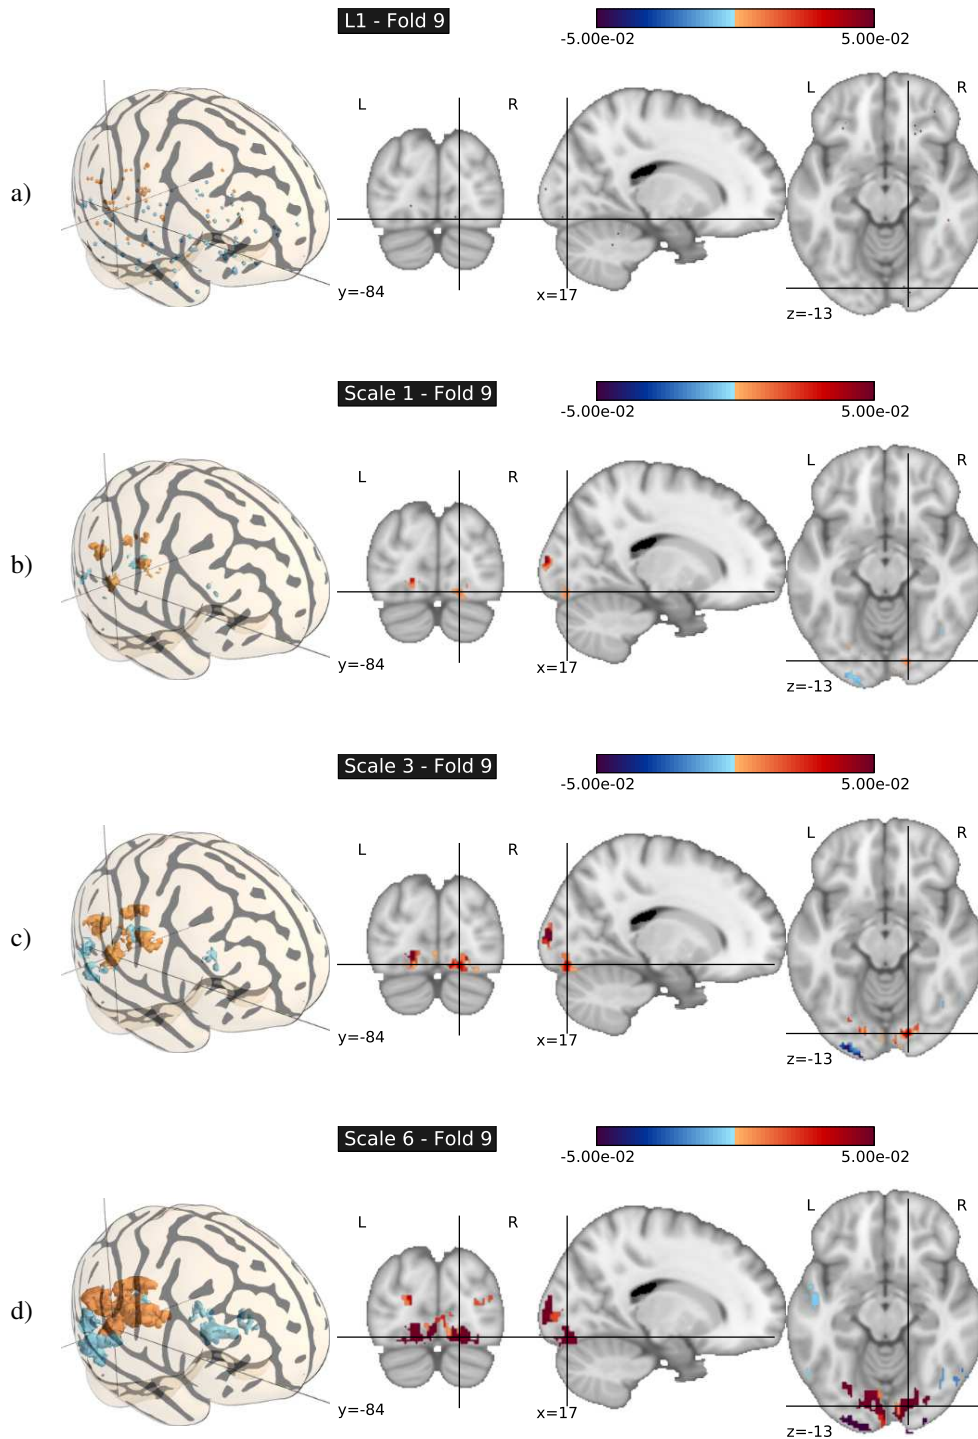 L1 - Fold 9
-5.00e-02 5.00e-02
a)
L R L R
y=-84 x=17 z=-13
Scale 1 - Fold 9
-5.00e-02 5.00e-02
b)
L R L R
y=-84 x=17 z=-13
Scale 3 - Fold 9
-5.00e-02 5.00e-02
c)
L R L R
y=-84 x=17 z=-13
Scale 6 - Fold 9
-5.00e-02 5.00e-02
d)
L R L R
y=-84 x=17 z=-13